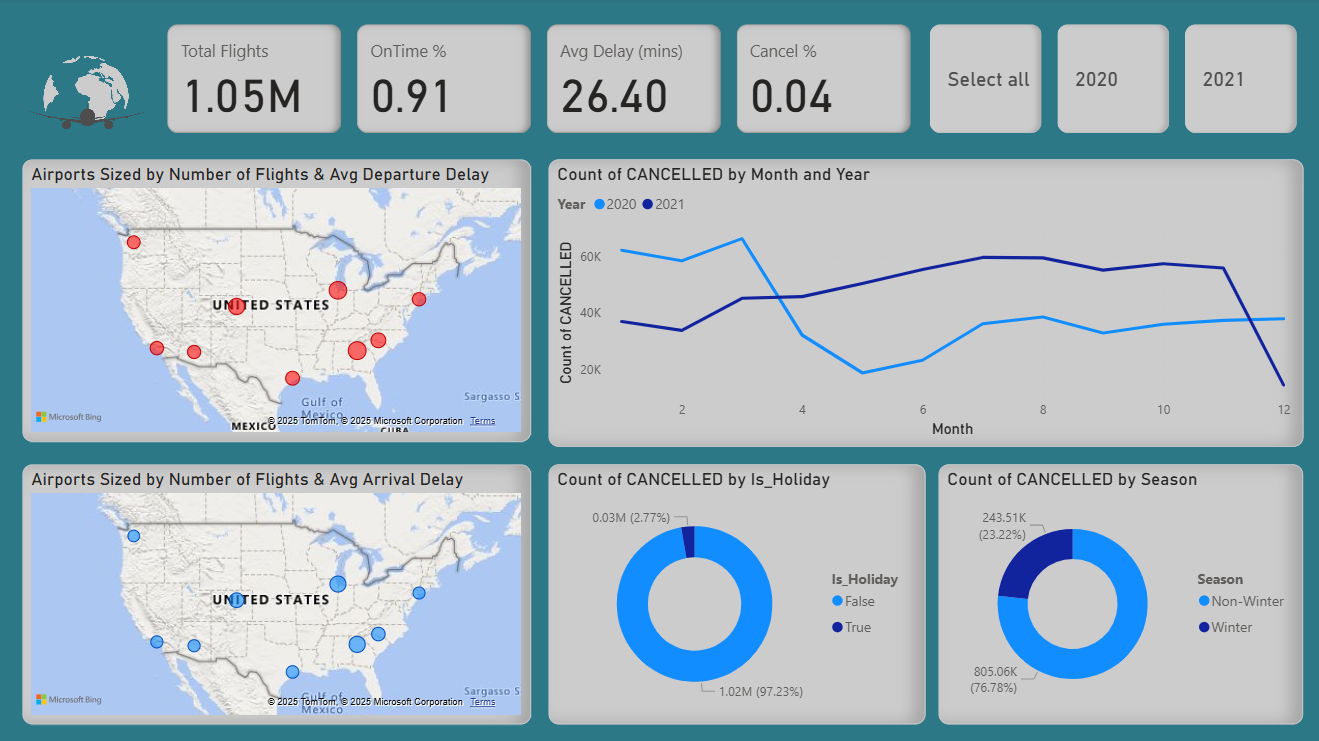 Total Flights
1.05M
OnTime %
0.91
Avg Delay (mins)
26.40
Cancel %
0.04
Select all
2020
2021
Airports Sized by Number of Flights & Avg Departure Delay
UNITED STATES
Gulf of
Mexico
Sargasso S
MEXICO
CUBA
Microsoft Bing
© 2025 TomTom, © 2025 Microsoft Corporation Terms
Count of CANCELLED by Month and Year
Year 2020 2021
Count of CANCELLED
60K
40K
20K
2 4 6 8 10 12
Month
Airports Sized by Number of Flights & Avg Arrival Delay
UNITED STATES
Gulf of
Mexico
Sargasso S
Microsoft Bing
© 2025 TomTom, © 2025 Microsoft Corporation Terms
Count of CANCELLED by Is_Holiday
0.03M (2.77%)
1.02M (97.23%)
Is_Holiday
False
True
Count of CANCELLED by Season
243.51K
(23.22%)
805.06K
(76.78%)
Season
Non-Winter
Winter